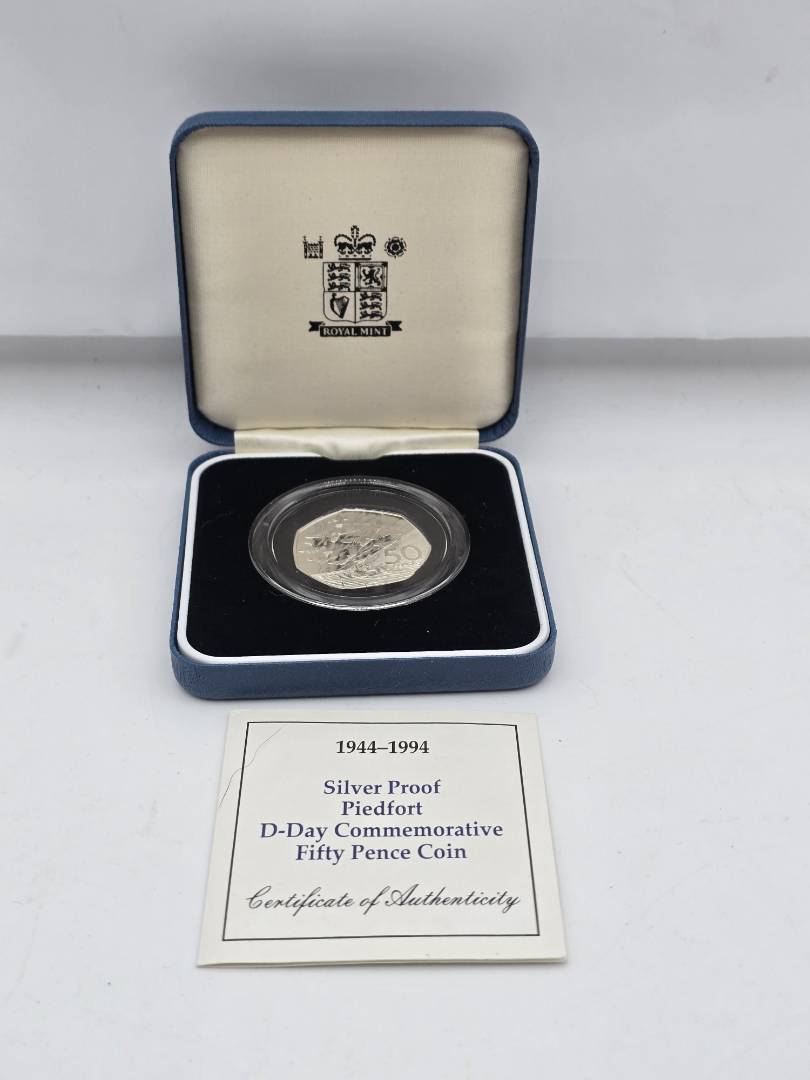 ROYAL MINT
50
1944–1994
Silver Proof
Piedfort
D-Day Commemorative
Fifty Pence Coin
Certificate of Authenticity